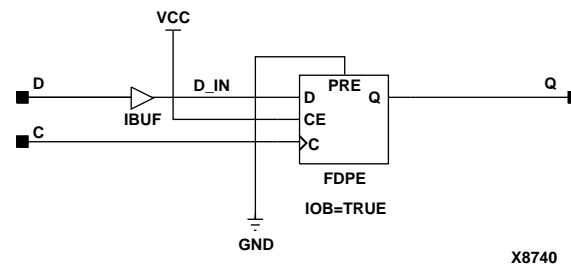 VCC
D
D_IN
IBUF
PRE
D
Q
CE
C
Q
C
FDPE
IOB=TRUE
GND
X8740